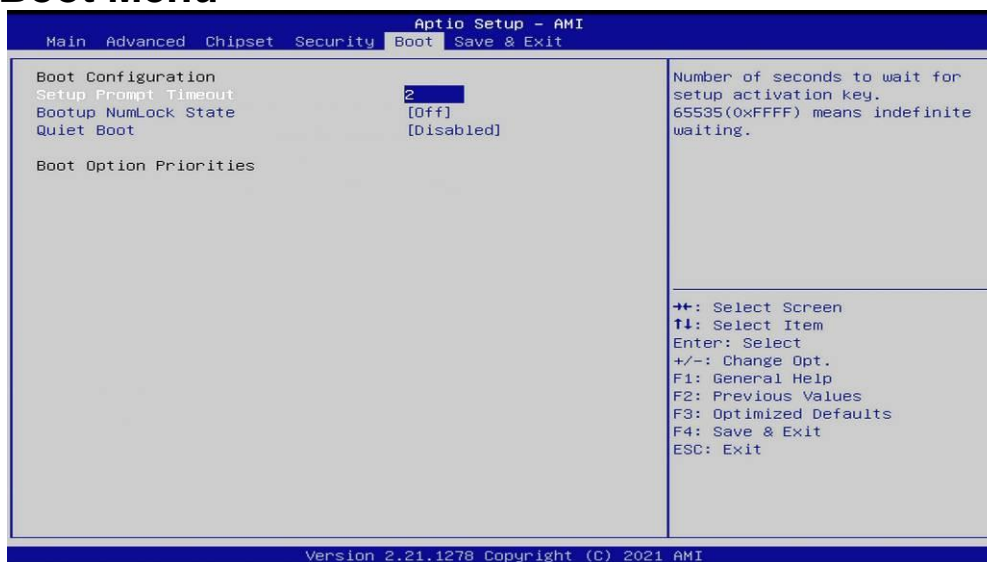 Boot Menu
Aptio Setup – AMI
Main Advanced Chipset Security Boot Save & Exit
Boot Configuration
Setup Prompt Timeout 2
Bootup NumLock State [Off]
Quiet Boot [Disabled]
Boot Option Priorities
Number of seconds to wait for
setup activation key.
65535(0xFFFF) means indefinite
waiting.
→←: Select Screen
↑↓: Select Item
Enter: Select
+/-: Change Opt.
F1: General Help
F2: Previous Values
F3: Optimized Defaults
F4: Save & Exit
ESC: Exit
Version 2.21.1278 Copyright (C) 2021 AMI